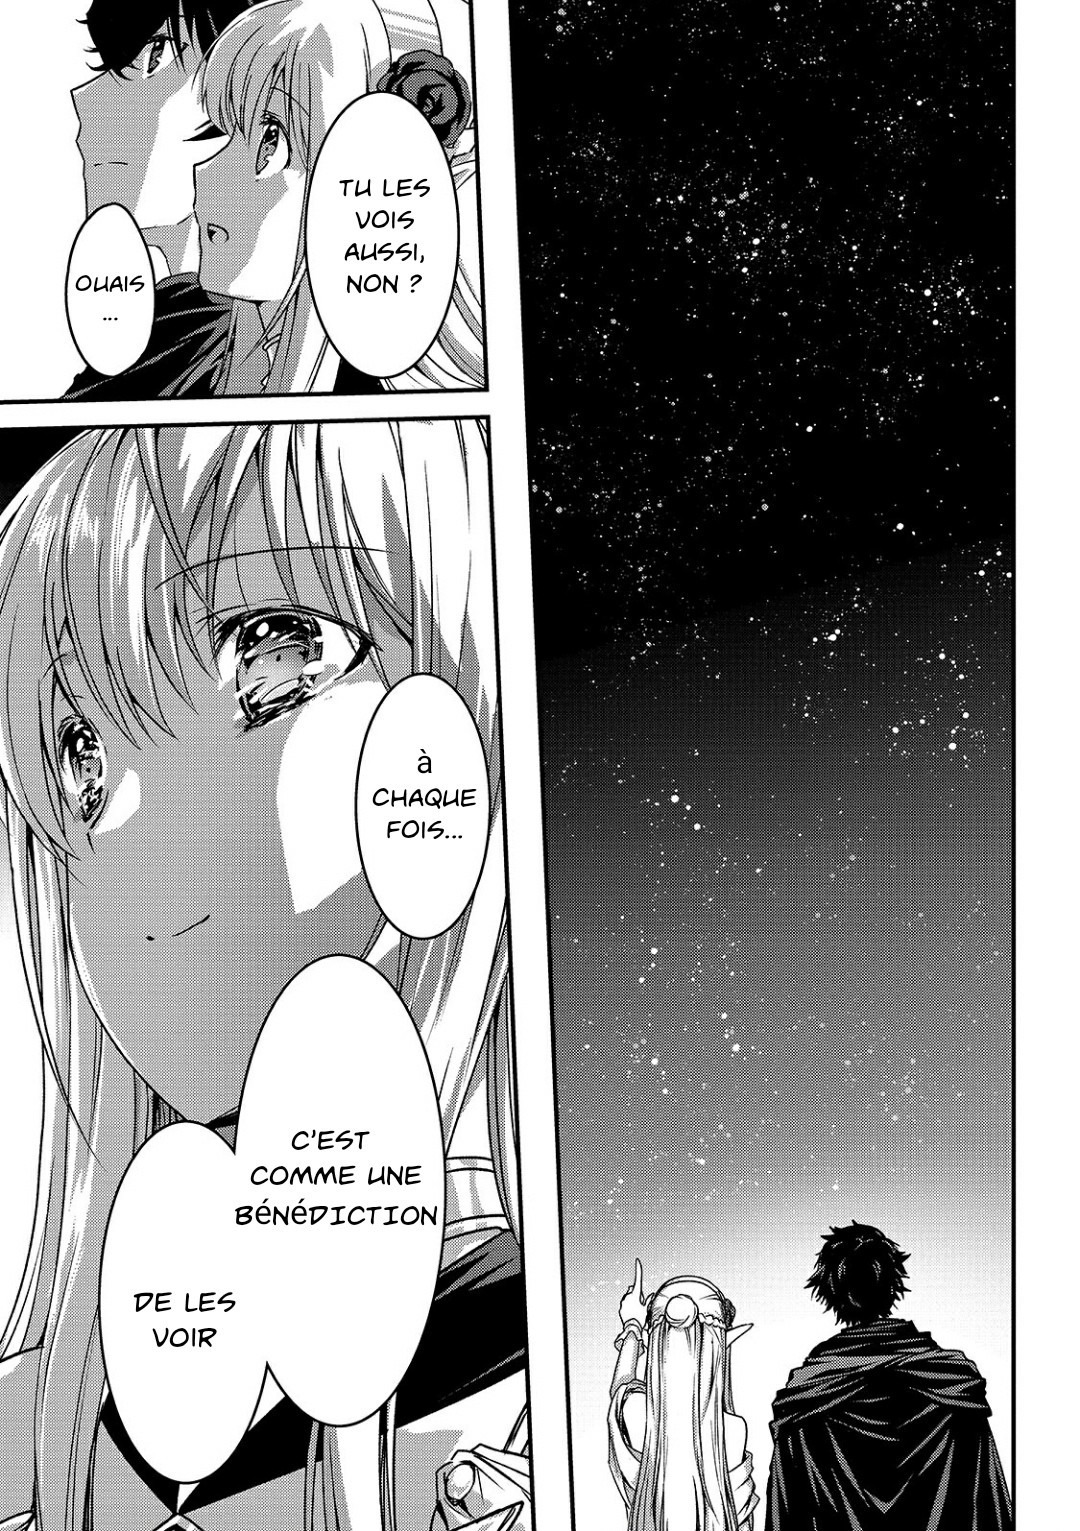 TU LES
VOIS
AUSSI,
NON ?
OUAIS
...
à
CHAQUE
FOIS...
C'EST
COMME UNE
BéNéDICTION
DE LES
VOIR